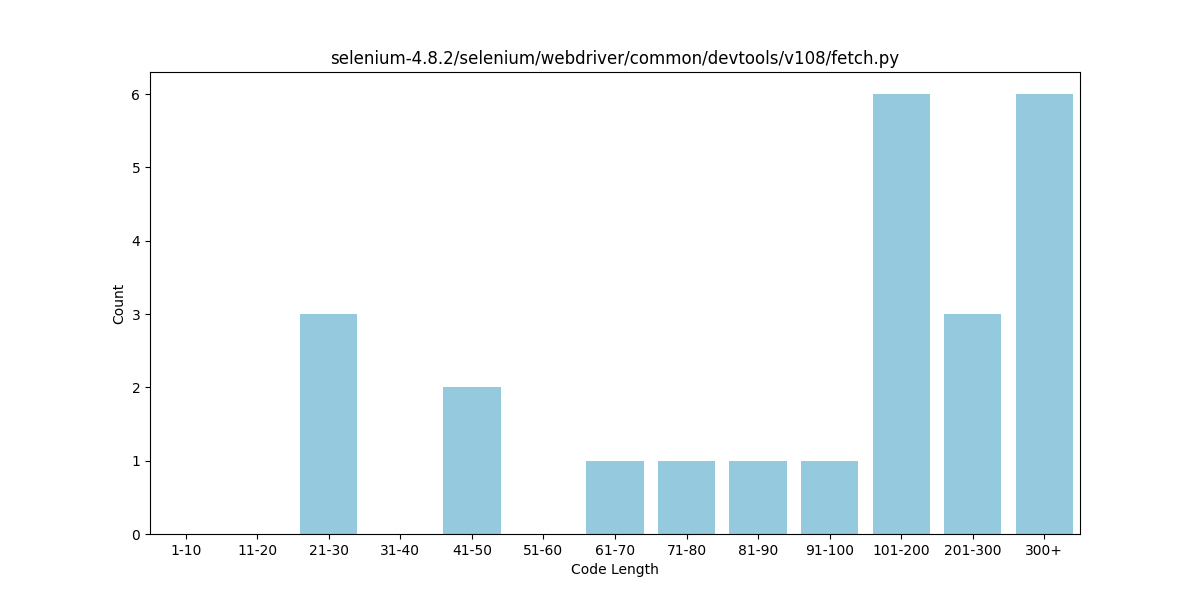 selenium-4.8.2/selenium/webdriver/common/devtools/v108/fetch.py
6
5
4
3
2
1
0
Count
1-10 11-20 21-30 31-40 41-50 51-60 61-70 71-80 81-90 91-100 101-200 201-300 300+
Code Length